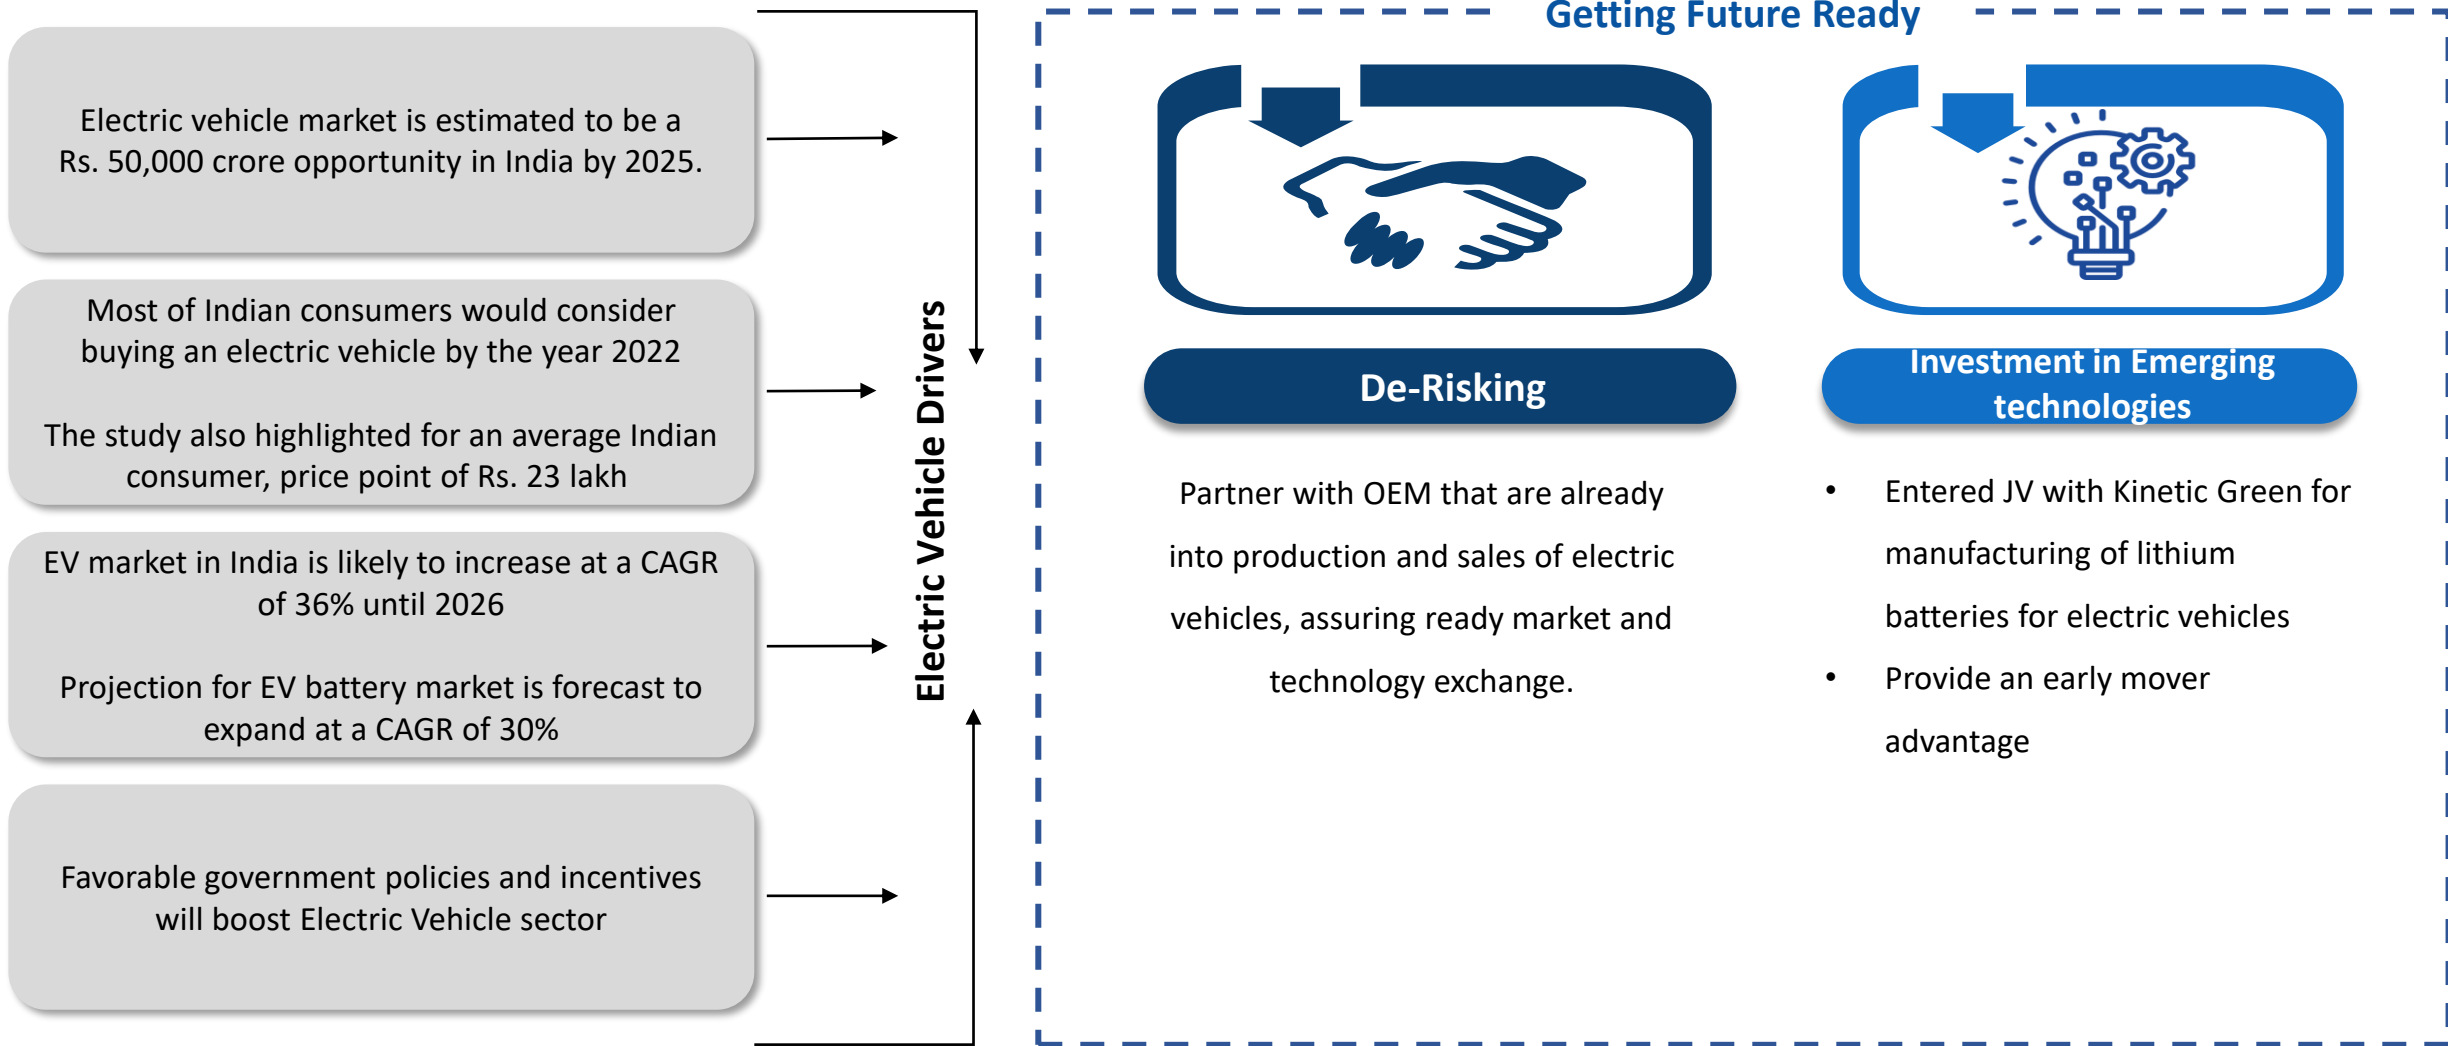 Electric vehicle market is estimated to be a
Rs. 50,000 crore opportunity in India by 2025.
Most of Indian consumers would consider
buying an electric vehicle by the year 2022
The study also highlighted for an average Indian
consumer, price point of Rs. 23 lakh
EV market in India is likely to increase at a CAGR
of 36% until 2026
Projection for EV battery market is forecast to
expand at a CAGR of 30%
Favorable government policies and incentives
will boost Electric Vehicle sector
Electric Vehicle Drivers
Getting Future Ready
De-Risking
Partner with OEM that are already
into production and sales of electric
vehicles, assuring ready market and
technology exchange.
Investment in Emerging
technologies
• Entered JV with Kinetic Green for
manufacturing of lithium
batteries for electric vehicles
• Provide an early mover
advantage